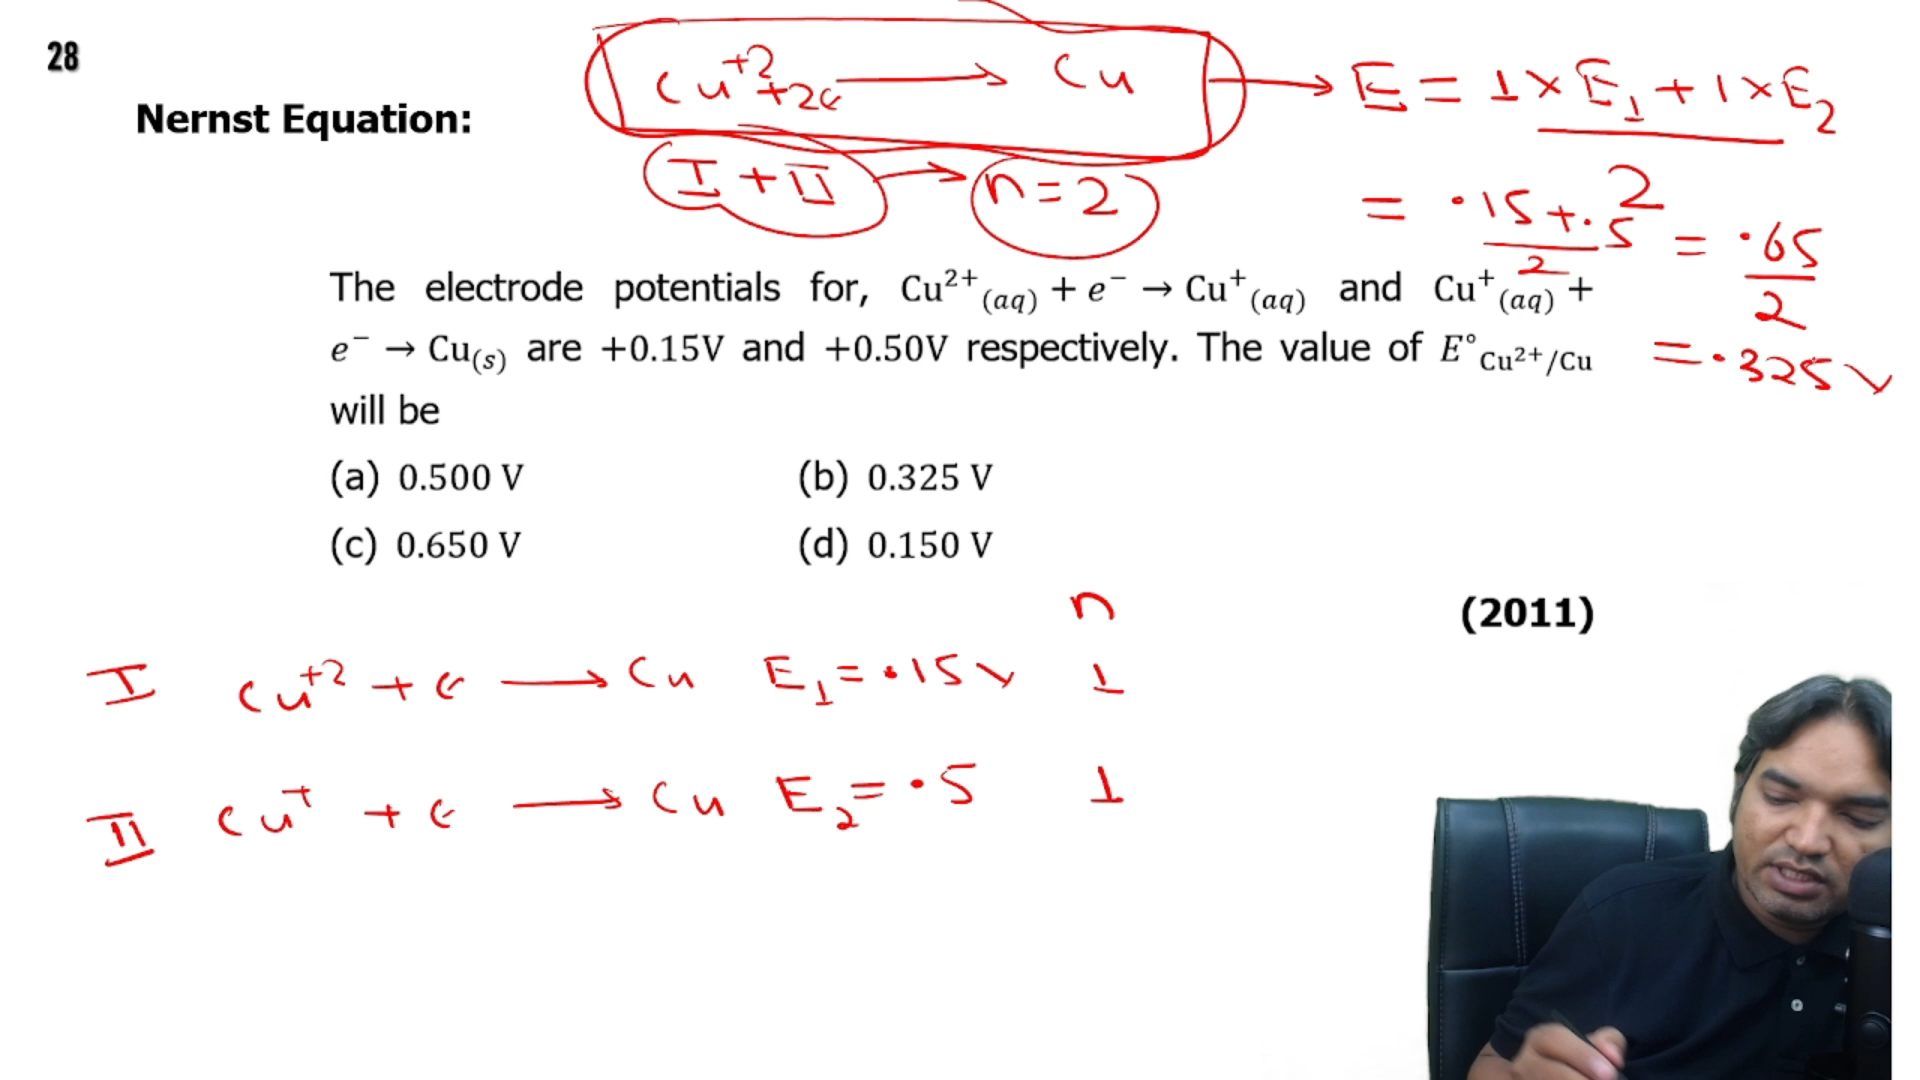 28
Cu⁺²+2e ⟶ Cu → E = 1×E₁ + 1×E₂
2
Nernst Equation:
I + II → n=2
= .15+.5
2
= .65
2
The electrode potentials for, Cu²⁺₍aq₎ + e⁻ → Cu⁺₍aq₎ and Cu⁺₍aq₎ +
e⁻ → Cu₍s₎ are +0.15V and +0.50V respectively. The value of E°Cu²⁺/Cu
= .325 V
will be
(a) 0.500 V (b) 0.325 V
(c) 0.650 V (d) 0.150 V
n
(2011)
I Cu⁺² + e ⟶ Cu E₁ = .15 V 1
II Cu⁺ + e ⟶ Cu E₂ = .5 1